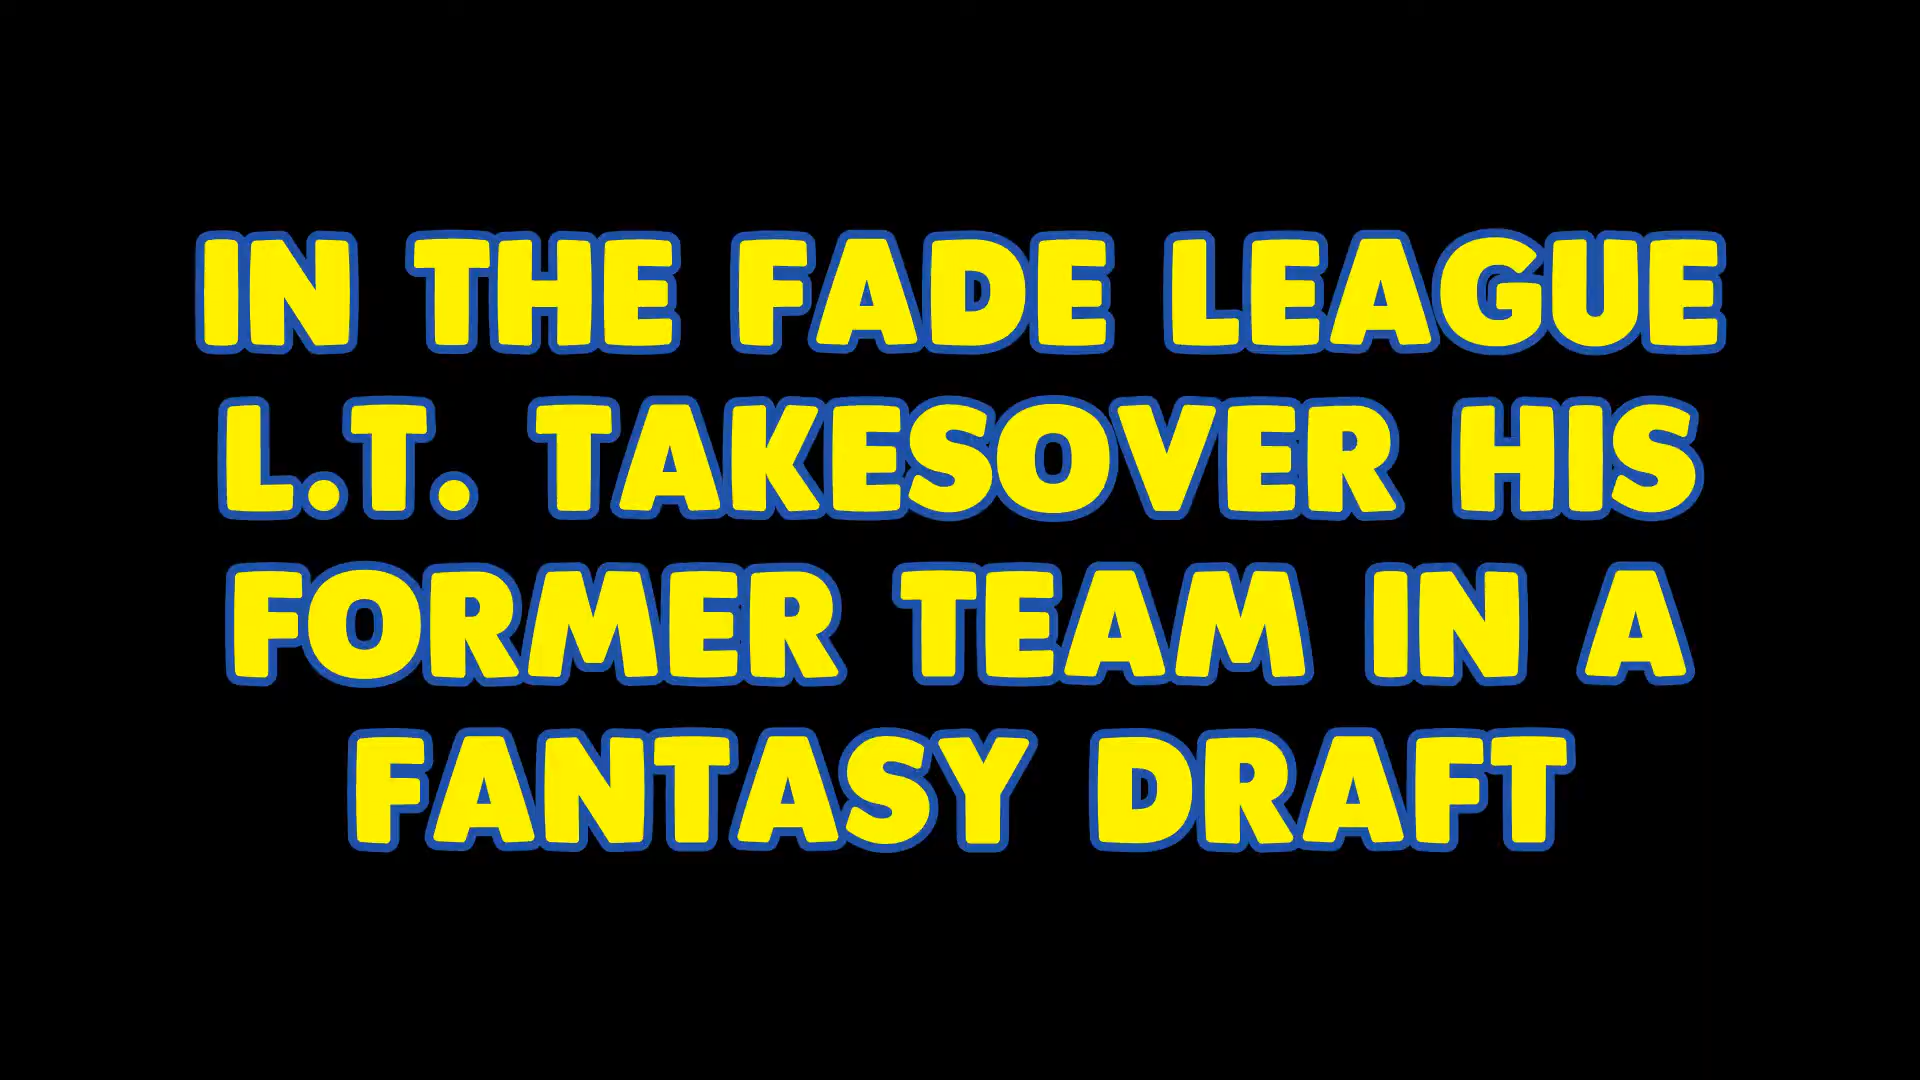 IN THE FADE LEAGUE
L.T. TAKESOVER HIS
FORMER TEAM IN A
FANTASY DRAFT